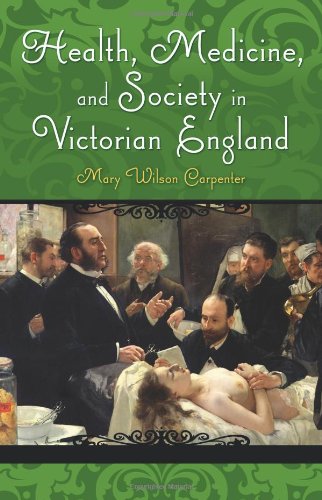 Health, Medicine,
and Society in
Victorian England
Mary Wilson Carpenter